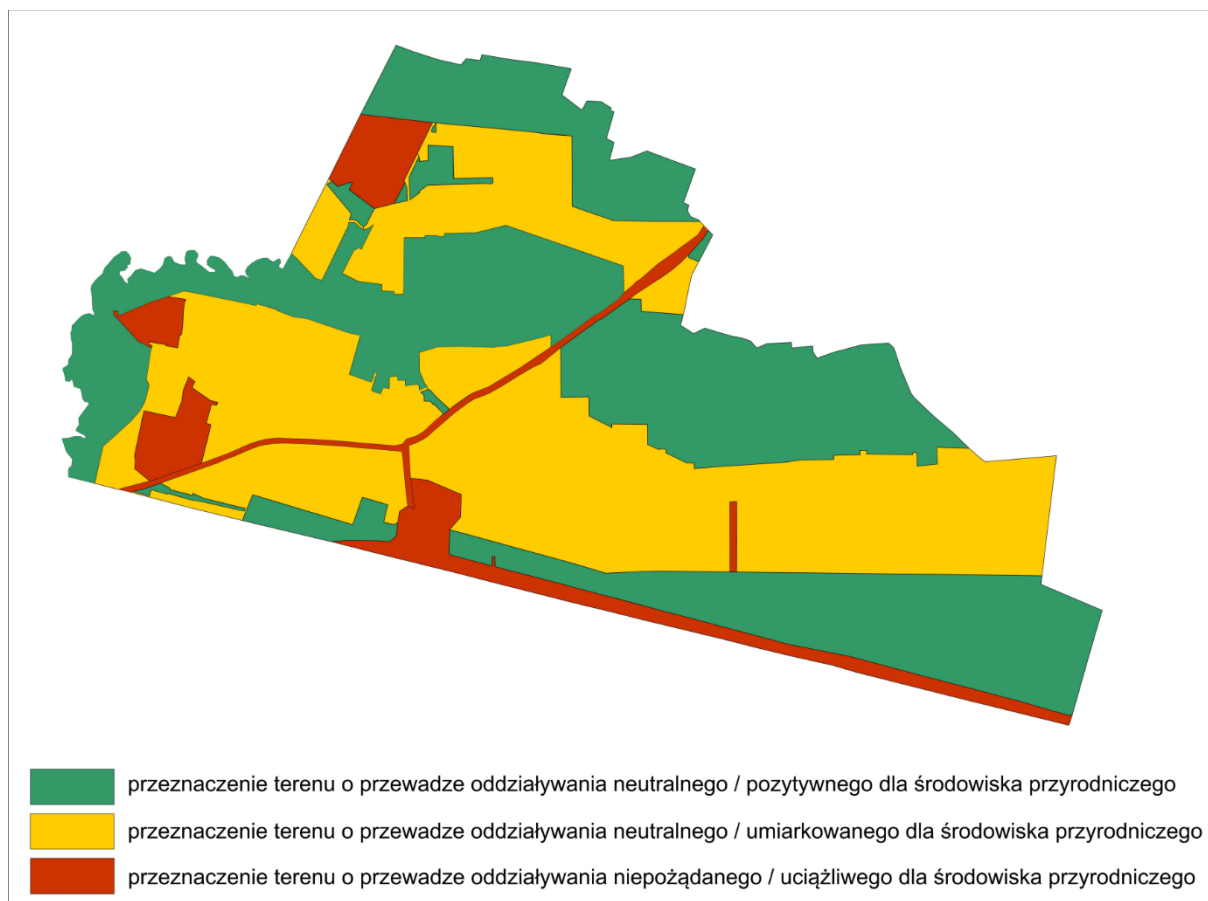 przeznaczenie terenu o przewadze oddziaływania neutralnego / pozytywnego dla środowiska przyrodniczego
przeznaczenie terenu o przewadze oddziaływania neutralnego / umiarkowanego dla środowiska przyrodniczego
przeznaczenie terenu o przewadze oddziaływania niepożądanego / uciążliwego dla środowiska przyrodniczego